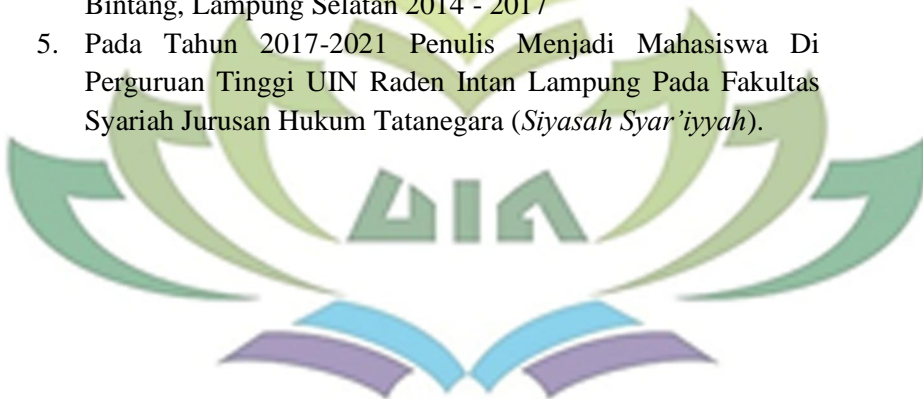 Bintang, Lampung Selatan 2014 - 2017
5. Pada Tahun 2017-2021 Penulis Menjadi Mahasiswa Di
Perguruan Tinggi UIN Raden Intan Lampung Pada Fakultas
Syariah Jurusan Hukum Tatanegara (Siyasah Syar’iyyah).
UIN